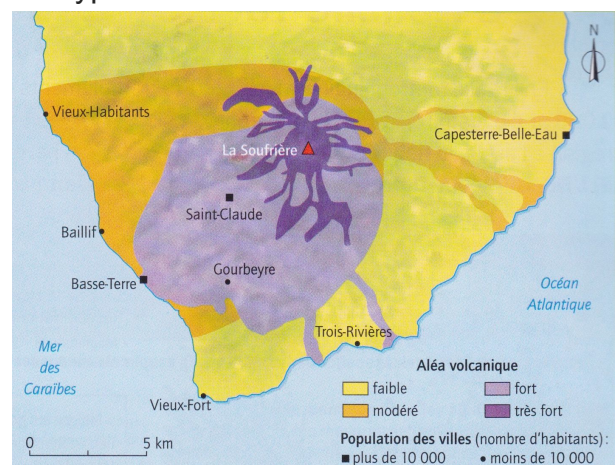 N
Vieux-Habitants
Capesterre-Belle-Eau
La Soufrière
Saint-Claude
Baillif
Gourbeyre
Basse-Terre
Océan
Atlantique
Trois-Rivières
Mer
des
Caraïbes
Vieux-Fort
Aléa volcanique
faible
fort
modéré
très fort
0 5 km
Population des villes (nombre d'habitants) :
plus de 10 000 moins de 10 000